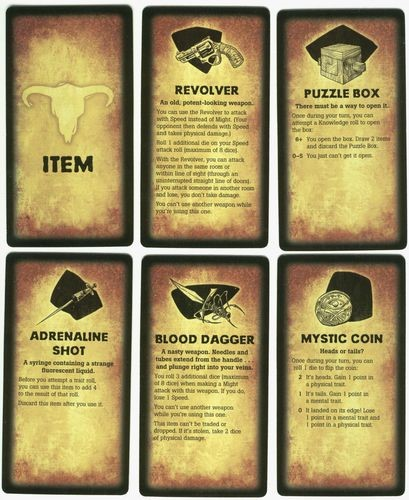 ITEM
REVOLVER
An old, potent-looking weapon.
You can use the Revolver to attack
with Speed instead of Might. (Your
opponent then defends with Speed
and takes physical damage.)
Roll 1 additional die on your Speed
attack roll (maximum of 8 dice).
With the Revolver, you can attack
anyone in the same room or
within line of sight (through an
uninterrupted straight line of doors).
If you attack someone in another room
and lose, you don't take damage.
You can't use another weapon while
you're using this one.
PUZZLE BOX
There must be a way to open it.
Once during your turn, you can
attempt a Knowledge roll to open
the box:
6+ You open the box. Draw 2 items
and discard the Puzzle Box.
0–5 You just can't get it open.
ADRENALINE
SHOT
A syringe containing a strange
fluorescent liquid.
Before you attempt a trait roll,
you can use this item to add 4
to the result of that roll.
Discard this item after you use it.
BLOOD DAGGER
A nasty weapon. Needles and
tubes extend from the handle . . .
and plunge right into your veins.
You roll 3 additional dice (maximum
of 8 dice) when making a Might
attack with this weapon. If you do,
lose 1 Speed.
You can't use another weapon
while you're using this one.
This item can't be traded or
dropped. If it's stolen, take 2 dice
of physical damage.
MYSTIC COIN
Heads or tails?
Once during your turn, you can
roll 1 die to flip the coin:
2 It's heads. Gain 1 point in
a physical trait.
1 It's tails. Gain 1 point in
a mental trait.
0 It landed on its edge! Lose
1 point in a mental trait and
1 point in a physical trait.